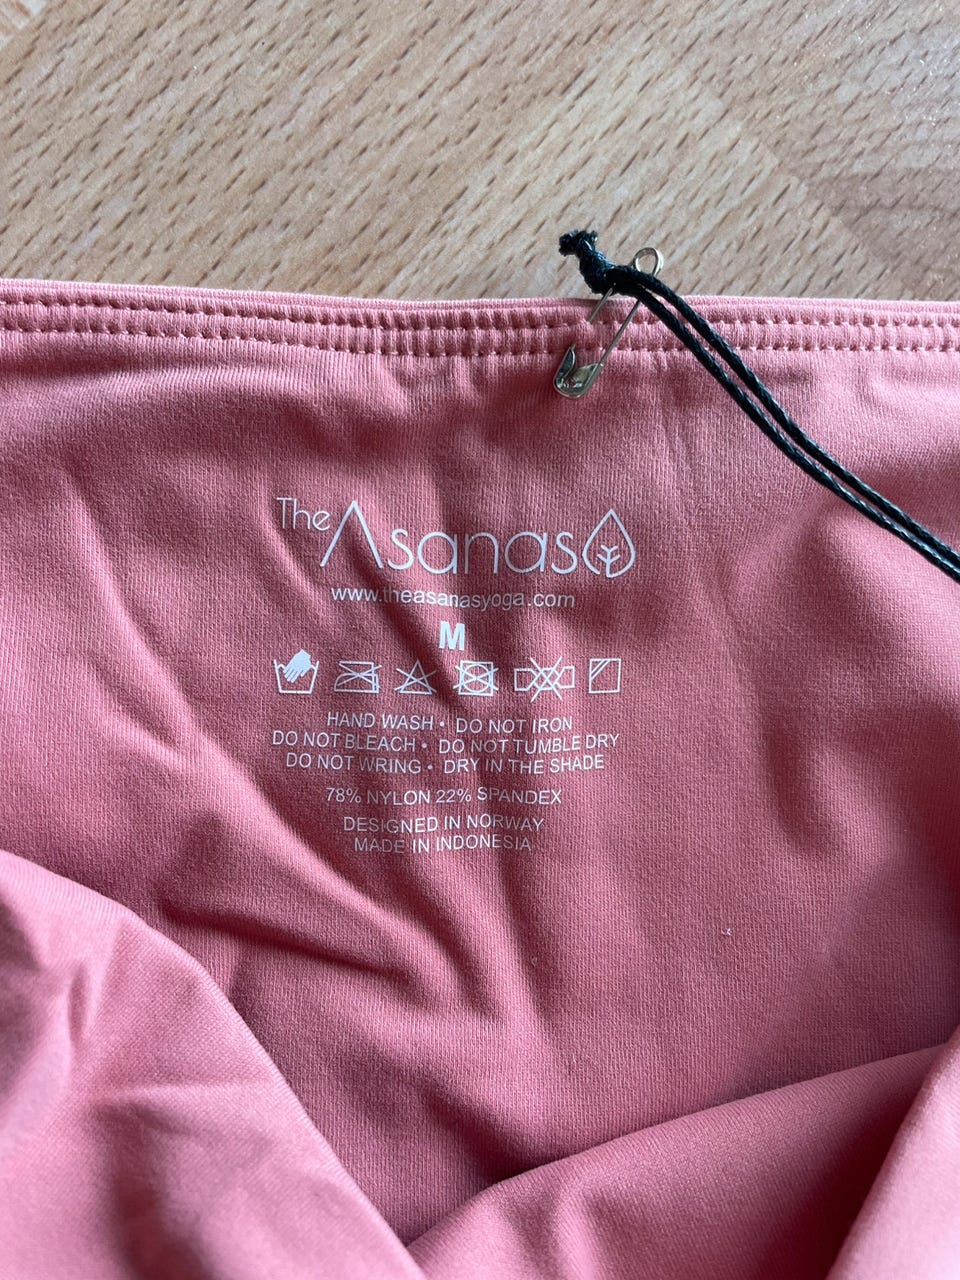 The Asanas
www.theasanasyoga.com
M
HAND WASH • DO NOT IRON
DO NOT BLEACH • DO NOT TUMBLE DRY
DO NOT WRING • DRY IN THE SHADE
78% NYLON 22% SPANDEX
DESIGNED IN NORWAY
MADE IN INDONESIA